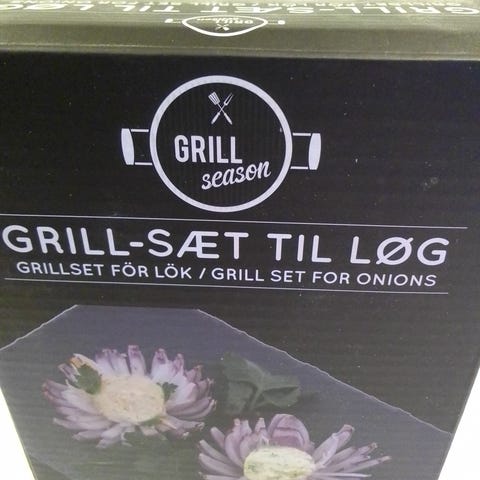 GRILL
season
GRILL-SÆT TIL LØG
GRILLSET FÖR LÖK / GRILL SET FOR ONIONS